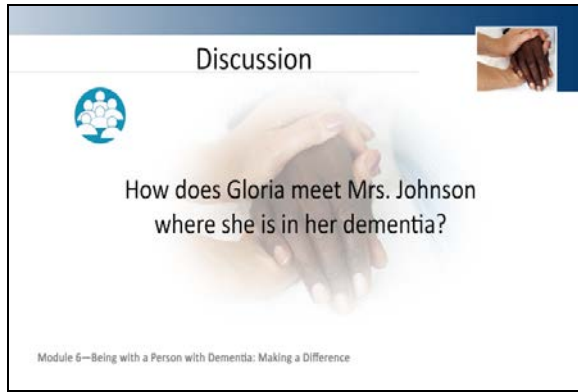 Discussion
How does Gloria meet Mrs. Johnson
where she is in her dementia?
Module 6—Being with a Person with Dementia: Making a Difference